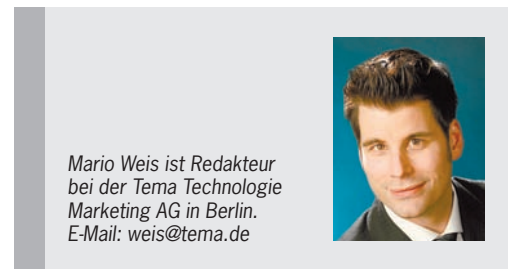 Mario Weis ist Redakteur
bei der Tema Technologie
Marketing AG in Berlin.
E-Mail: weis@tema.de